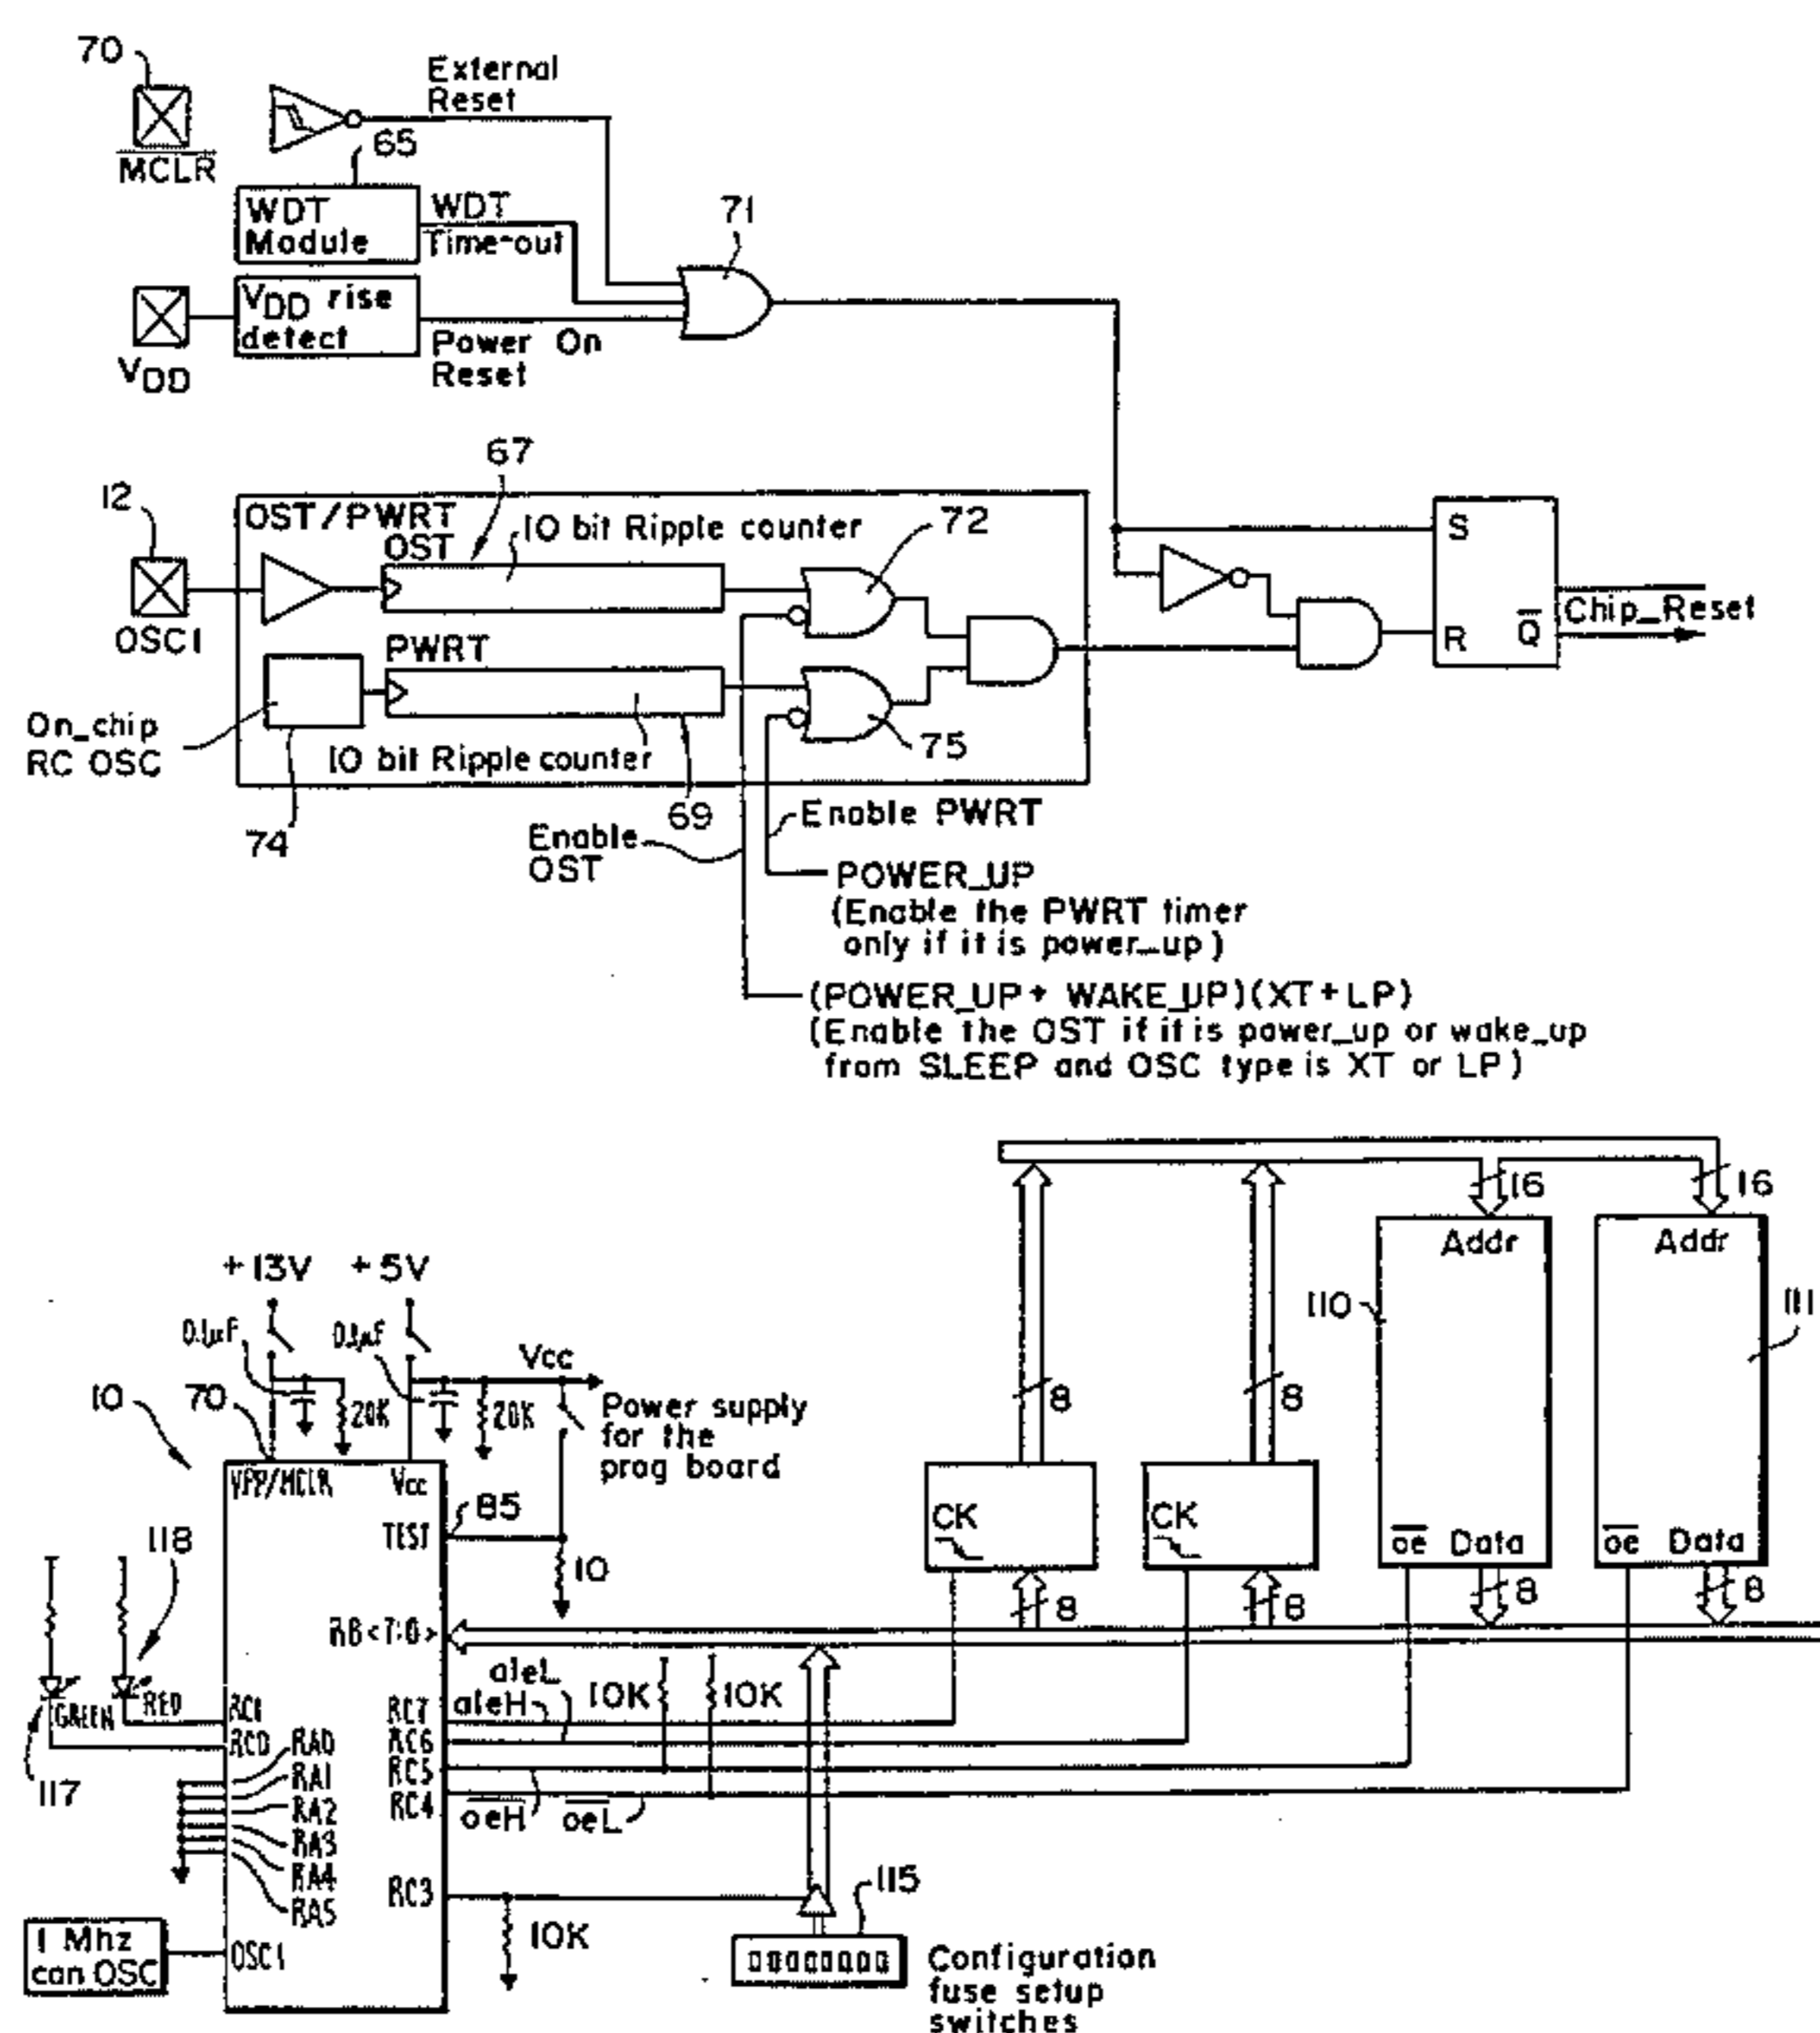 70
External
Reset
MCLR
65
WDT
Module
WDT
Time-out
71
VDD rise
detect
Power On
Reset
VDD
67
12
OST/PWRT
OST
10 bit Ripple counter
72
S
OSC1
PWRT
R
Q
Chip_Reset
On_chip
RC OSC
10 bit Ripple counter
75
74
69
Enable
OST
Enable PWRT
POWER_UP
(Enable the PWRT timer
only if it is power_up)
(POWER_UP + WAKE_UP)(XT+LP)
(Enable the OST if it is power_up or wake_up
from SLEEP and OSC type is XT or LP)
16
16
Addr
Addr
110
111
+13V
+5V
0.1µF
0.1µF
Vcc
10
70
20K
20K
Power supply
for the
prog board
8
8
VPP/MCLR
Vcc
85
TEST
CK
CK
oe Data
oe Data
118
10
8
8
8
8
RB<7:0>
aleL
aleH
10K
10K
GREEN
RED
RC1
RC0
RC7
RC6
RC5
RC4
117
RA0
RA1
RA2
RA3
RA4
RA5
oeH
oeL
RC3
10K
115
1 Mhz
can OSC
OSC1
Configuration
fuse setup
switches